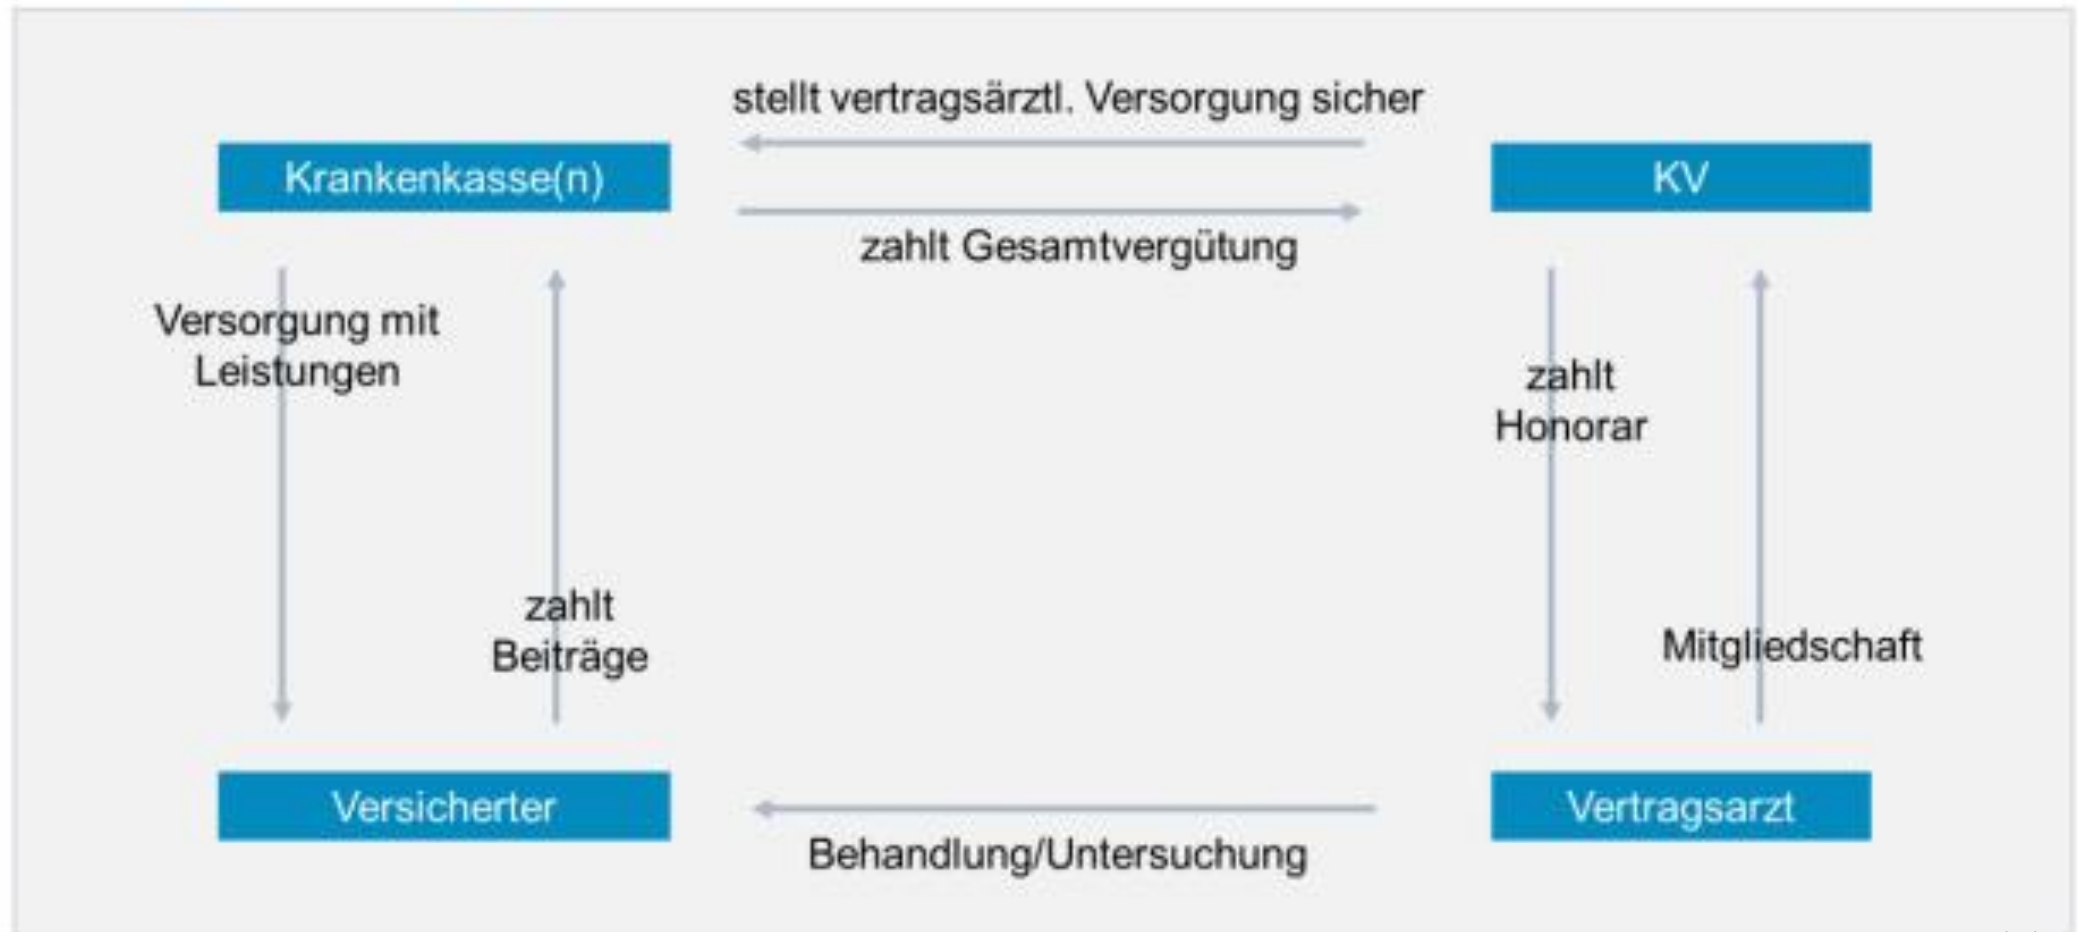 stellt vertragsärztl. Versorgung sicher
Krankenkasse(n)
KV
zahlt Gesamtvergütung
Versorgung mit
Leistungen
zahlt
Honorar
zahlt
Beiträge
Mitgliedschaft
Versicherter
Vertragsarzt
Behandlung/Untersuchung